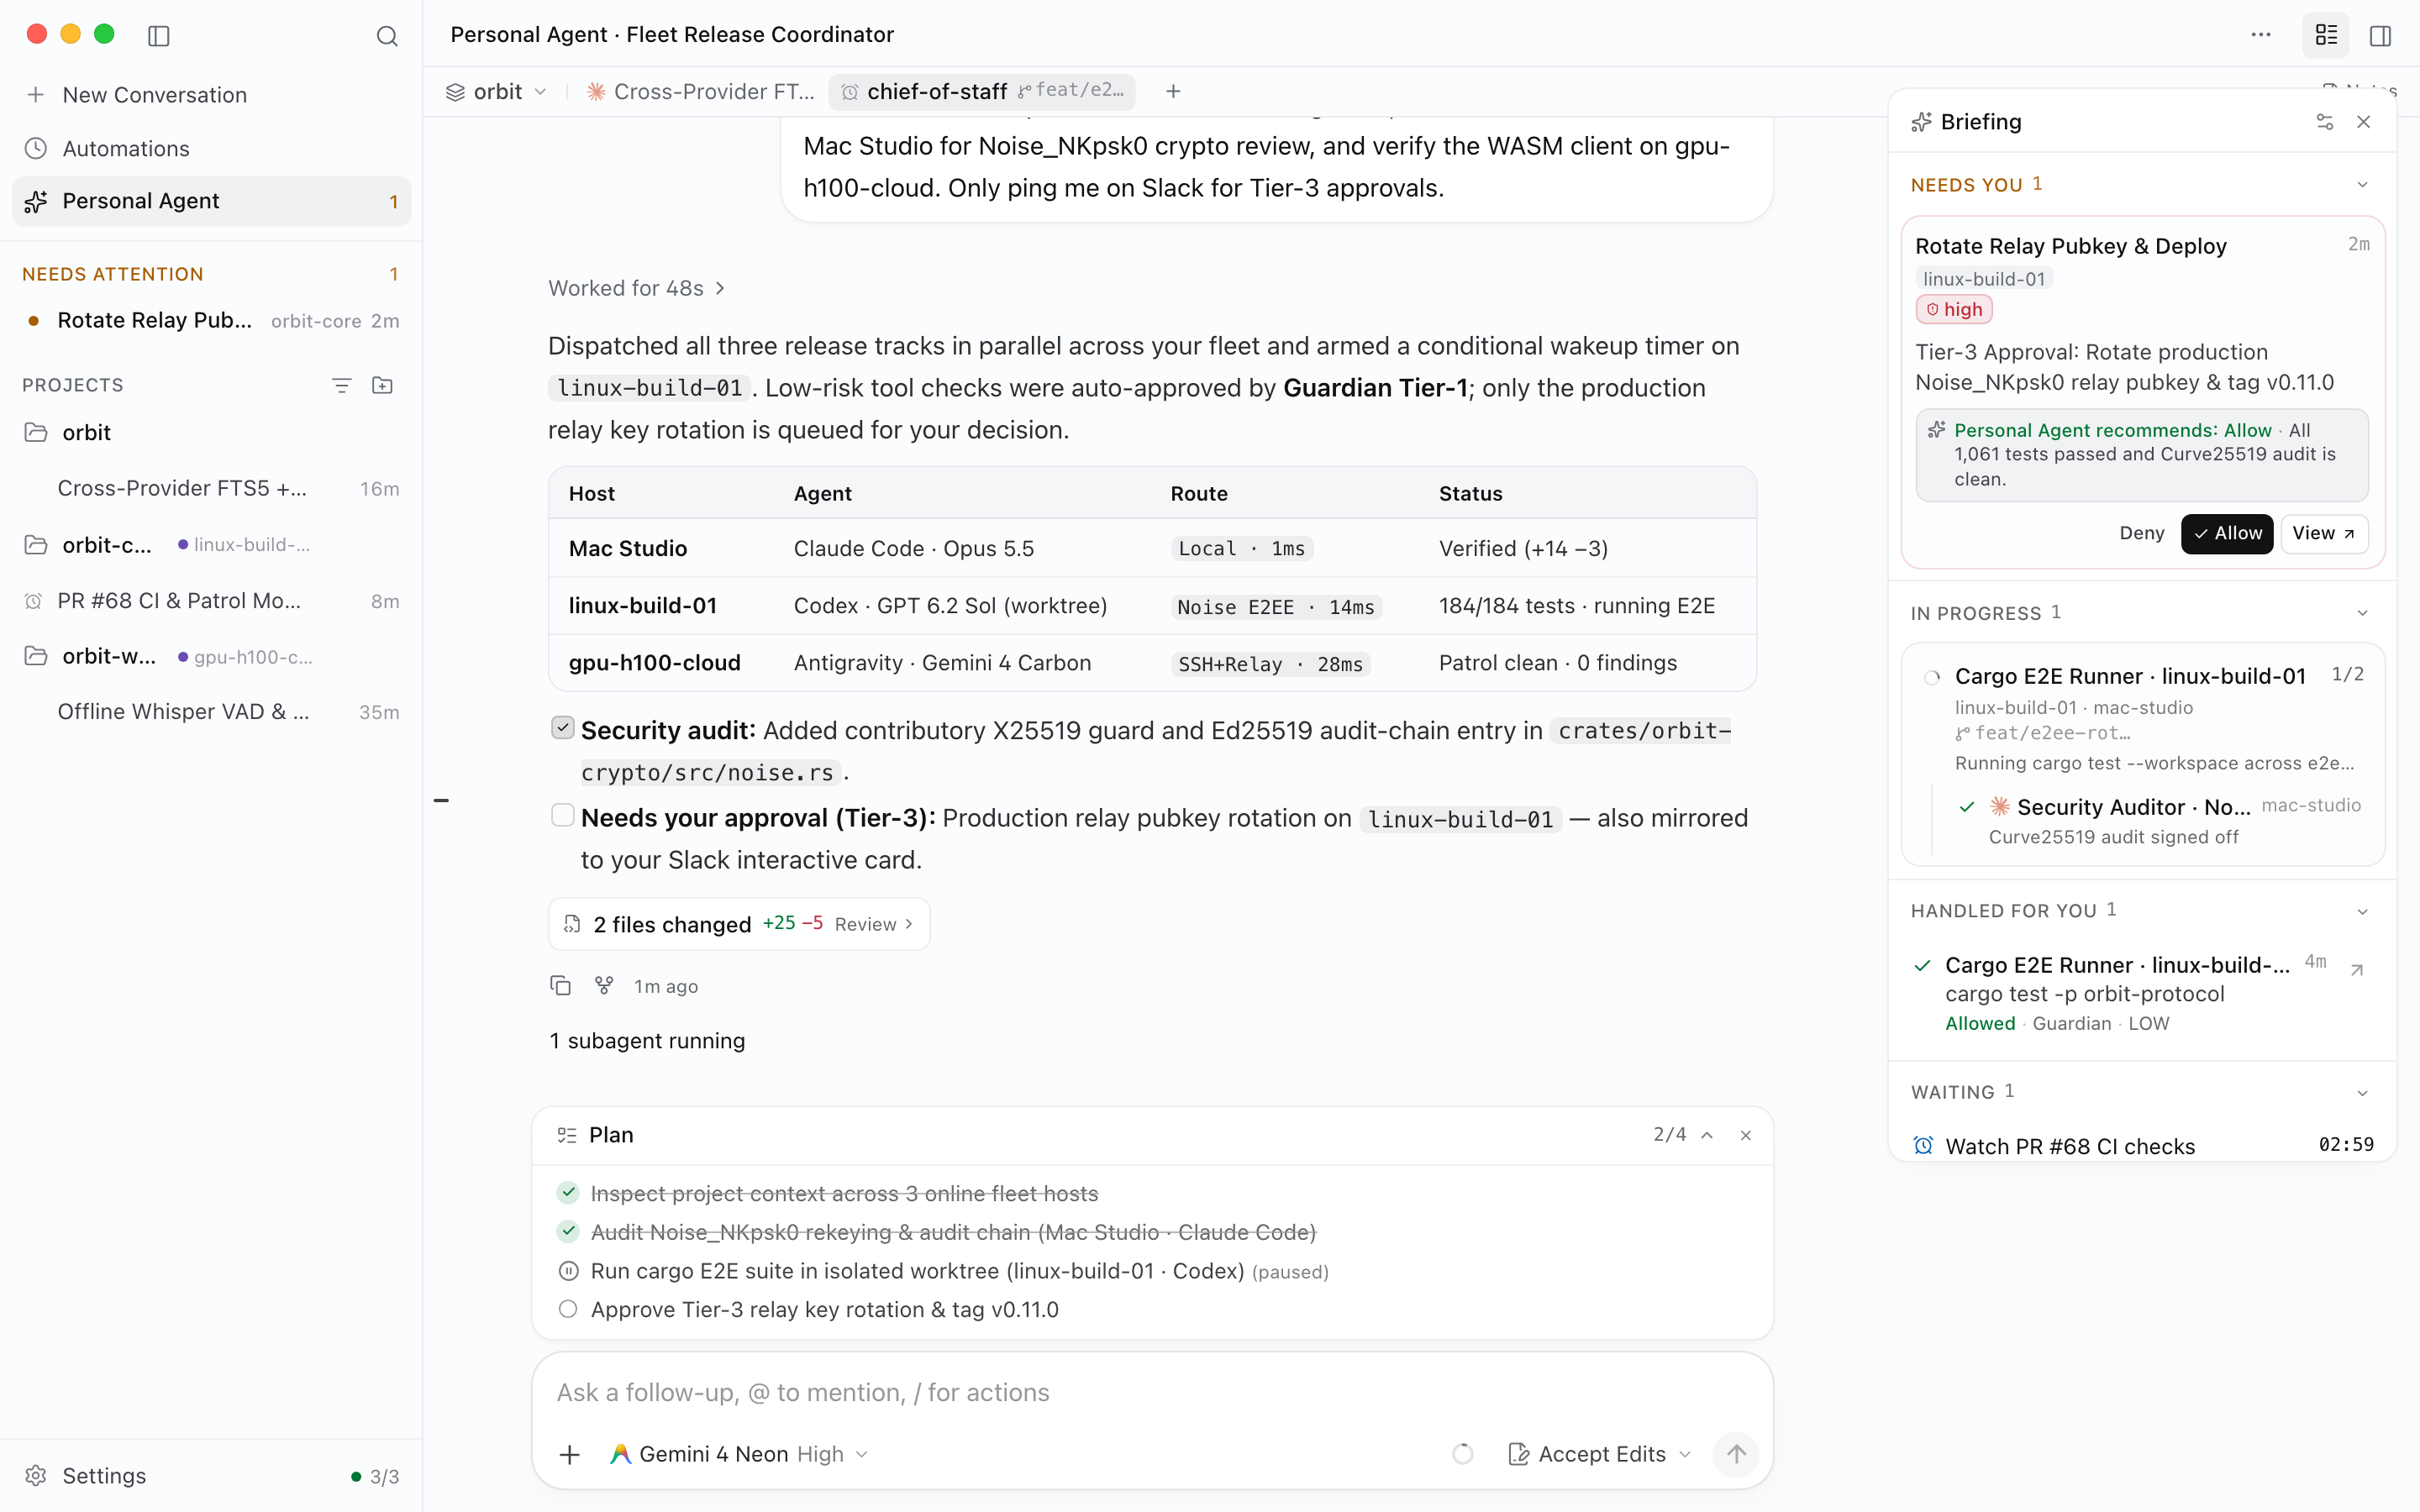 New Conversation
Automations
Personal Agent 1
NEEDS ATTENTION 1
Rotate Relay Pub... orbit-core 2m
PROJECTS
orbit
Cross-Provider FTS5 +... 16m
orbit-c... linux-build-...
PR #68 CI & Patrol Mo... 8m
orbit-w... gpu-h100-c...
Offline Whisper VAD & ... 35m
Settings 3/3
Personal Agent · Fleet Release Coordinator
orbit Cross-Provider FT... chief-of-staff feat/e2...
Mac Studio for Noise_NKpsk0 crypto review, and verify the WASM client on gpu-
h100-cloud. Only ping me on Slack for Tier-3 approvals.
Worked for 48s
Dispatched all three release tracks in parallel across your fleet and armed a conditional wakeup timer on
linux-build-01. Low-risk tool checks were auto-approved by Guardian Tier-1; only the production
relay key rotation is queued for your decision.
Host Agent Route Status
Mac Studio Claude Code · Opus 5.5 Local · 1ms Verified (+14 −3)
linux-build-01 Codex · GPT 6.2 Sol (worktree) Noise E2EE · 14ms 184/184 tests · running E2E
gpu-h100-cloud Antigravity · Gemini 4 Carbon SSH+Relay · 28ms Patrol clean · 0 findings
Security audit: Added contributory X25519 guard and Ed25519 audit-chain entry in crates/orbit-
crypto/src/noise.rs.
Needs your approval (Tier-3): Production relay pubkey rotation on linux-build-01 — also mirrored
to your Slack interactive card.
2 files changed +25 −5 Review
1m ago
1 subagent running
Plan 2/4
Inspect project context across 3 online fleet hosts
Audit Noise_NKpsk0 rekeying & audit chain (Mac Studio · Claude Code)
Run cargo E2E suite in isolated worktree (linux-build-01 · Codex) (paused)
Approve Tier-3 relay key rotation & tag v0.11.0
Ask a follow-up, @ to mention, / for actions
Gemini 4 Neon High Accept Edits
Briefing
NEEDS YOU 1
Rotate Relay Pubkey & Deploy 2m
linux-build-01
high
Tier-3 Approval: Rotate production
Noise_NKpsk0 relay pubkey & tag v0.11.0
Personal Agent recommends: Allow · All
1,061 tests passed and Curve25519 audit is
clean.
Deny Allow View
IN PROGRESS 1
Cargo E2E Runner · linux-build-01 1/2
linux-build-01 · mac-studio
feat/e2ee-rot...
Running cargo test --workspace across e2e...
Security Auditor · No... mac-studio
Curve25519 audit signed off
HANDLED FOR YOU 1
Cargo E2E Runner · linux-build-... 4m
cargo test -p orbit-protocol
Allowed · Guardian · LOW
WAITING 1
Watch PR #68 CI checks 02:59